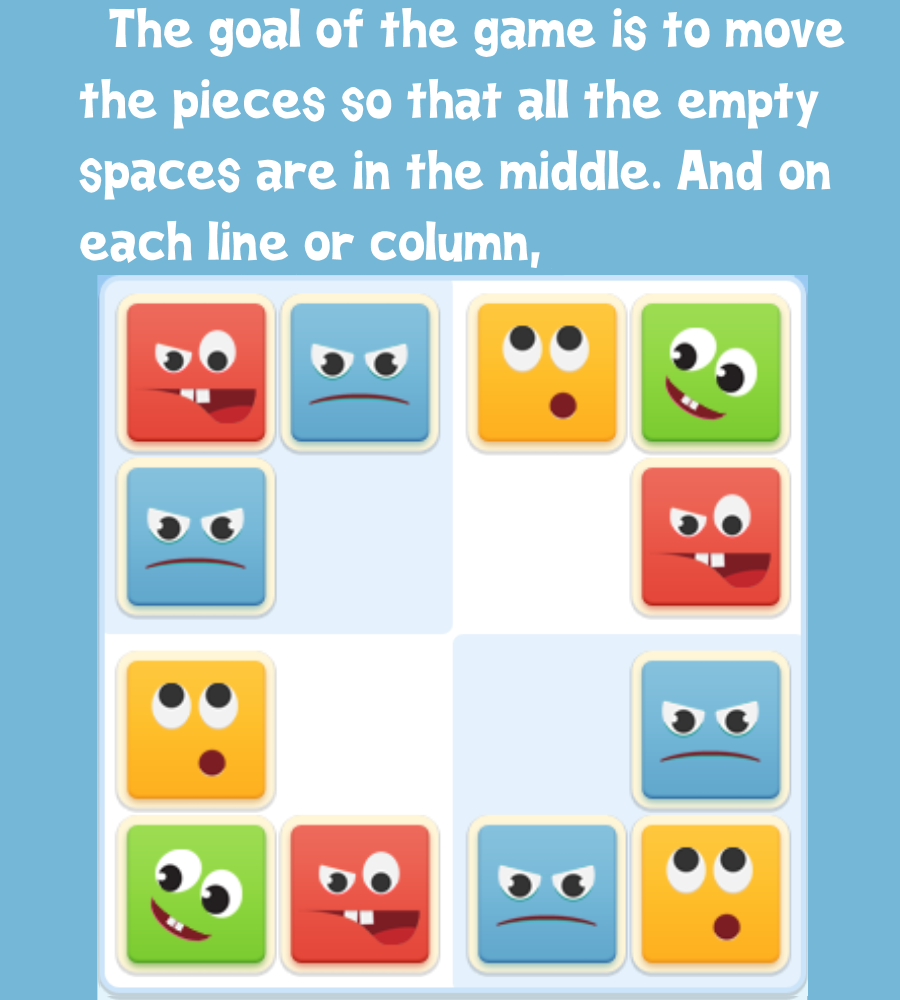 The goal of the game is to move
the pieces so that all the empty
spaces are in the middle. And on
each line or column,